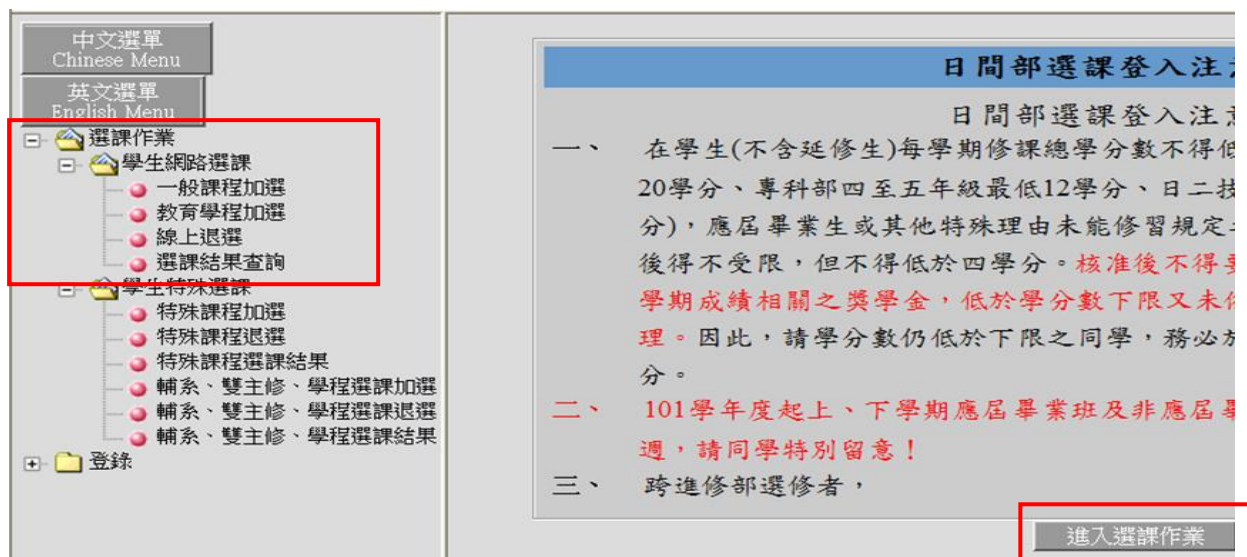 中文選單
Chinese Menu
英文選單
English Menu
選課作業
學生網路選課
一般課程加選
教育學程加選
線上退選
選課結果查詢
學生特殊選課
特殊課程加選
特殊課程退選
特殊課程選課結果
輔系、雙主修、學程選課加選
輔系、雙主修、學程選課退選
輔系、雙主修、學程選課結果
登錄
日間部選課登入注
日間部選課登入注
一、 在學生(不含延修生)每學期修課總學分數不得低
20學分、專科部四至五年級最低12學分、日二技
分)，應屆畢業生或其他特殊理由未能修習規定
後得不受限，但不得低於四學分。核准後不得
學期成績相關之獎學金，低於學分數下限又未
理。因此，請學分數仍低於下限之同學，務必於
分。
二、 101學年度起上、下學期應屆畢業班及非應屆畢
週，請同學特別留意！
三、 跨進修部選修者，
進入選課作業